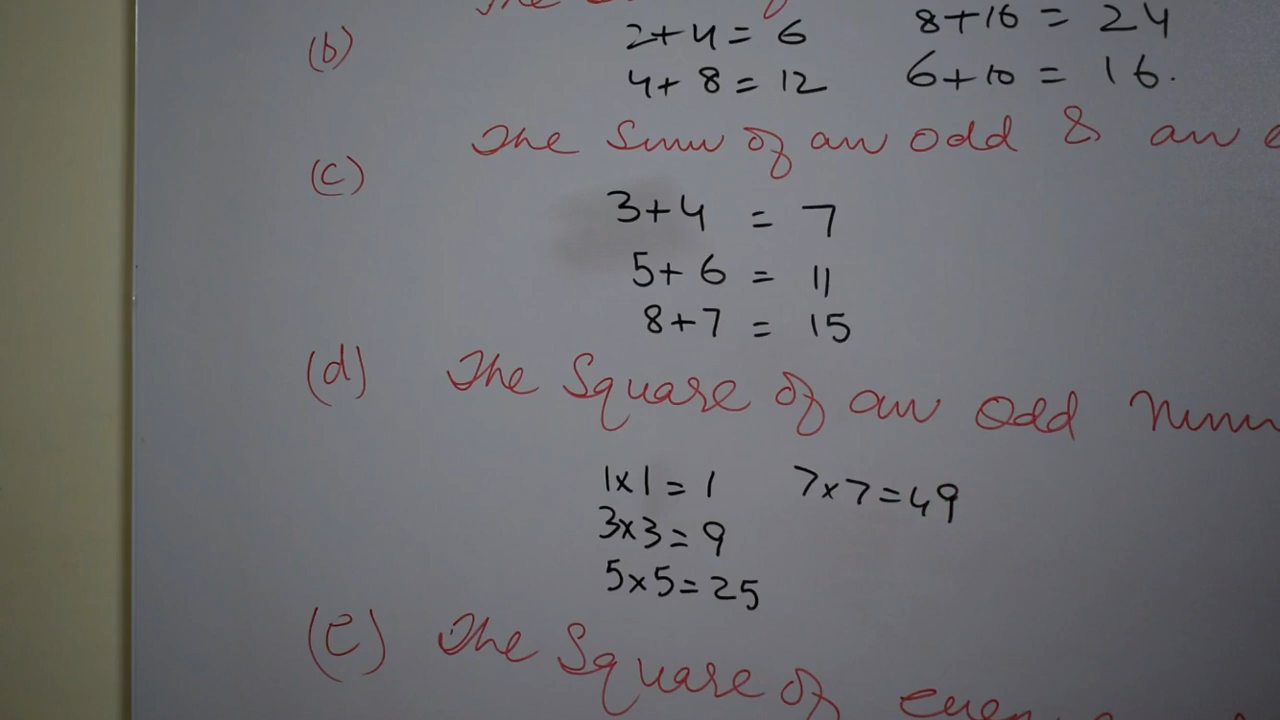 (b)
2+4 = 6 8+16 = 24
4+ 8 = 12 6+10 = 16.
The Sum of an odd & an
(c)
3+4 = 7
5+ 6 = 11
8+7 = 15
(d) The Square of an odd Num
1x1 = 1 7x7 = 49
3x3 = 9
5x5 = 25
(e) The Square of even